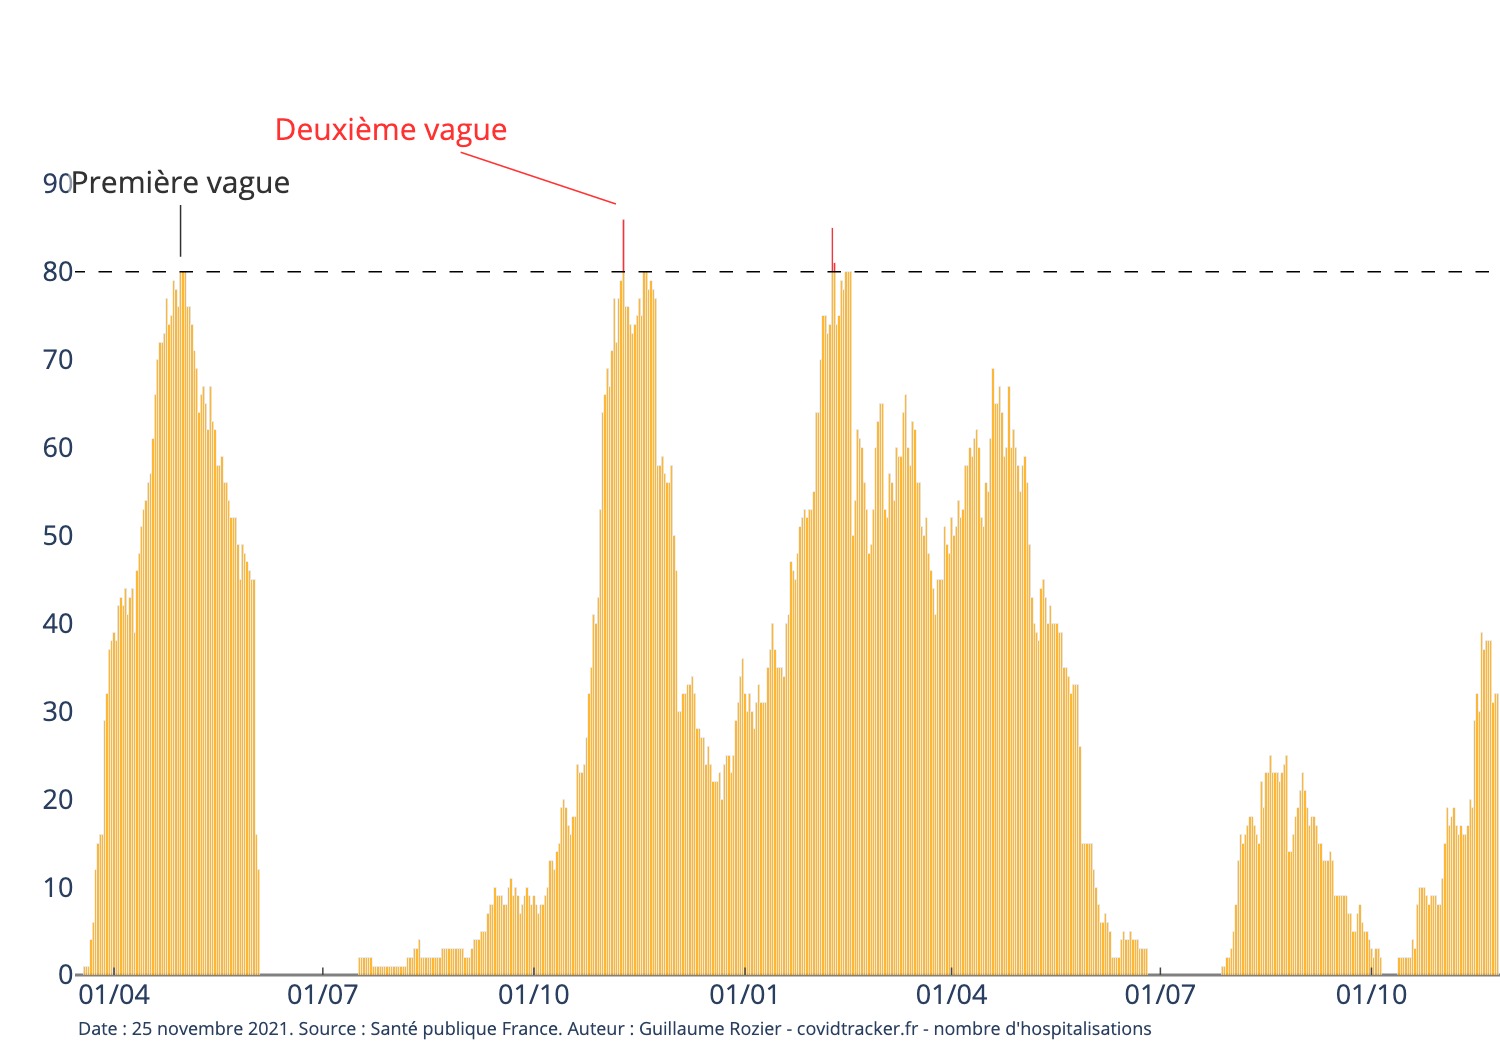 Deuxième vague
Première vague
90
80
70
60
50
40
30
20
10
0
01/04 01/07 01/10 01/01 01/04 01/07 01/10
Date : 25 novembre 2021. Source : Santé publique France. Auteur : Guillaume Rozier - covidtracker.fr - nombre d'hospitalisations